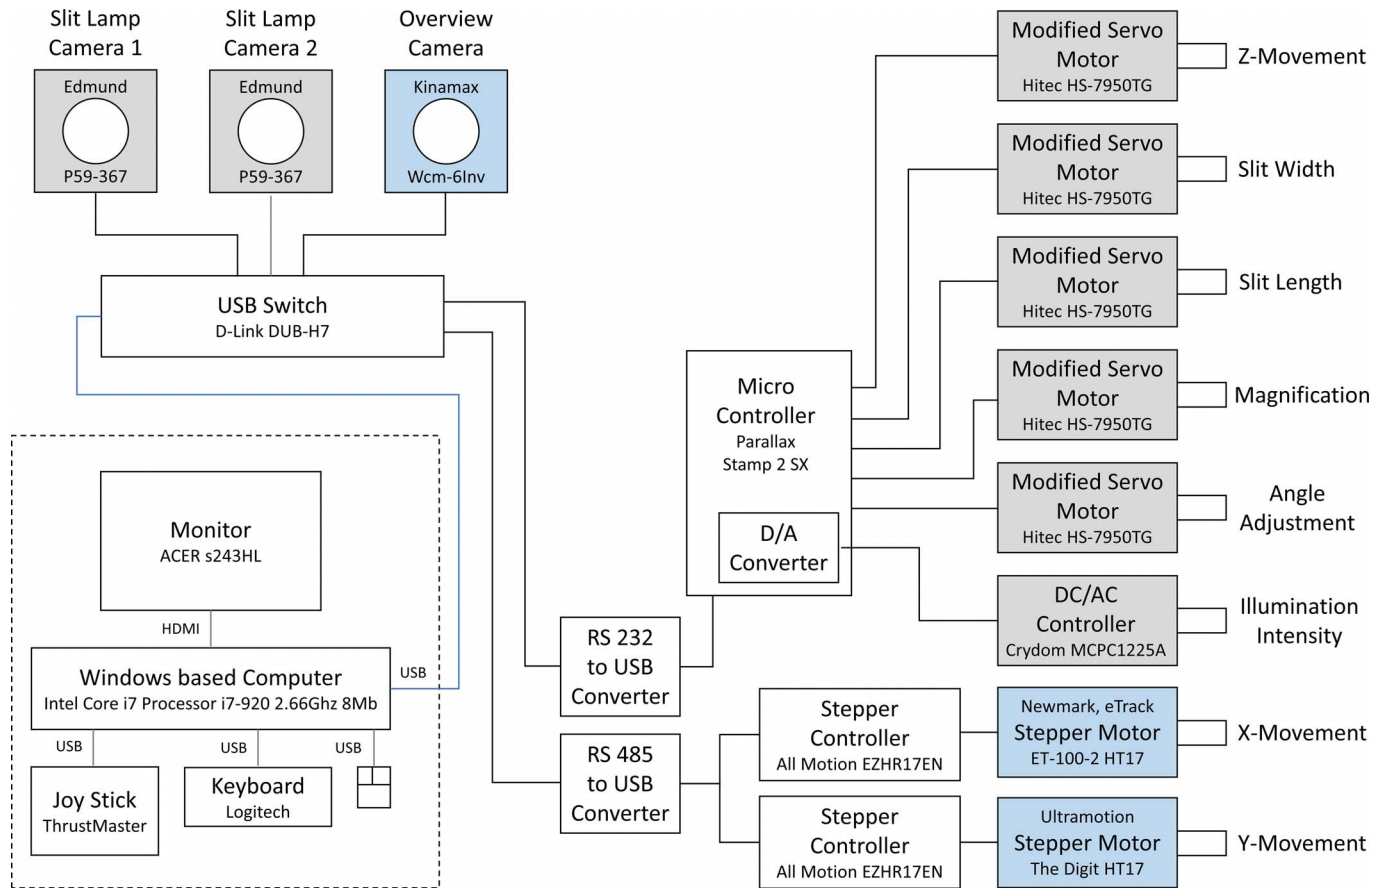 Slit Lamp
Camera 1
Slit Lamp
Camera 2
Overview
Camera
Edmund
P59-367
Edmund
P59-367
Kinamax
Wcm-6Inv
USB Switch
D-Link DUB-H7
Monitor
ACER s243HL
HDMI
Windows based Computer
Intel Core i7 Processor i7-920 2.66Ghz 8Mb
USB
USB
USB
USB
Joy Stick
ThrustMaster
Keyboard
Logitech
RS 232
to USB
Converter
RS 485
to USB
Converter
Micro
Controller
Parallax
Stamp 2 SX
D/A
Converter
Stepper
Controller
All Motion EZHR17EN
Stepper
Controller
All Motion EZHR17EN
Modified Servo
Motor
Hitec HS-7950TG
Z-Movement
Modified Servo
Motor
Hitec HS-7950TG
Slit Width
Modified Servo
Motor
Hitec HS-7950TG
Slit Length
Modified Servo
Motor
Hitec HS-7950TG
Magnification
Modified Servo
Motor
Hitec HS-7950TG
Angle
Adjustment
DC/AC
Controller
Crydom MCPC1225A
Illumination
Intensity
Newmark, eTrack
Stepper Motor
ET-100-2 HT17
X-Movement
Ultramotion
Stepper Motor
The Digit HT17
Y-Movement